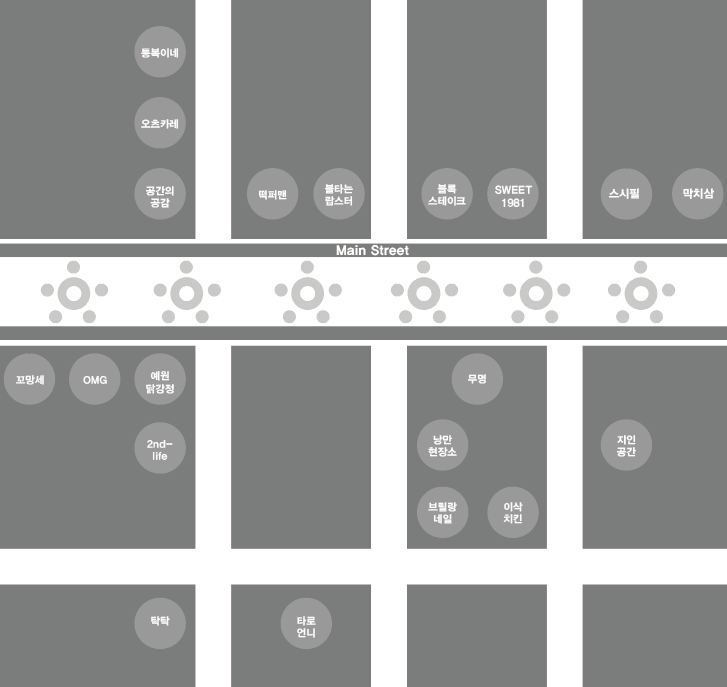 통복이네
오츠카레
공간의
공감
떡퍼맨
불타는
랍스터
블록
스테이크
SWEET
1981
스시필
막치삼
Main Street
꼬망세
OMG
예원
닭강정
2nd-
life
무명
낭만
현장소
지인
공간
브릴랑
네일
이삭
치킨
탁탁
타로
언니